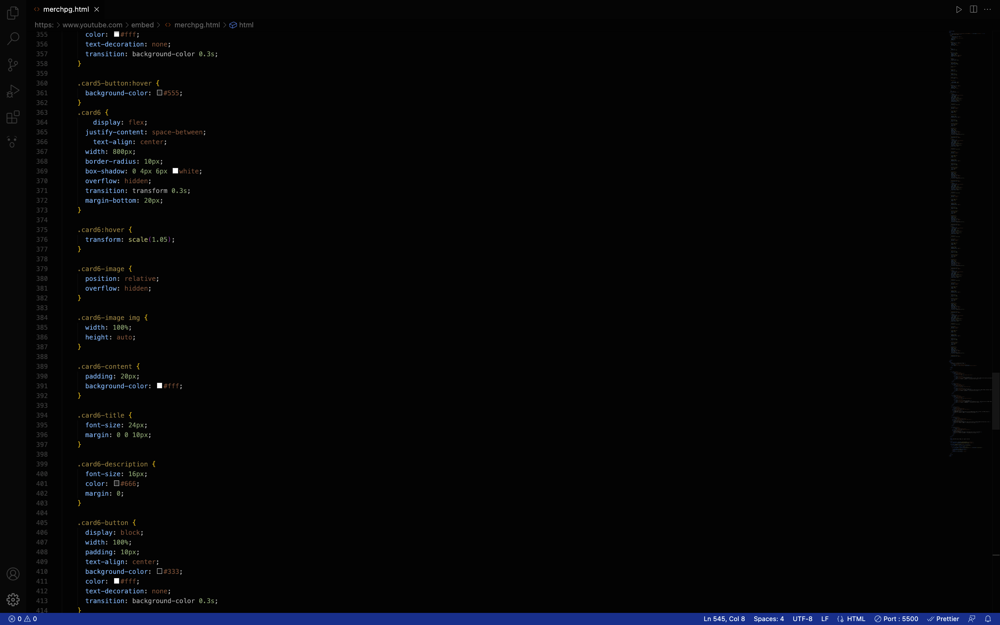 merchpg.html
https: > www.youtube.com > embed > merchpg.html > html
355 color: #fff;
356 text-decoration: none;
357 transition: background-color 0.3s;
358 }
359
360 .card5-button:hover {
361 background-color: #555;
362 }
363 .card6 {
364 display: flex;
365 justify-content: space-between;
366 text-align: center;
367 width: 800px;
368 border-radius: 10px;
369 box-shadow: 0 4px 6px white;
370 overflow: hidden;
371 transition: transform 0.3s;
372 margin-bottom: 20px;
373 }
374
375 .card6:hover {
376 transform: scale(1.05);
377 }
378
379 .card6-image {
380 position: relative;
381 overflow: hidden;
382 }
383
384 .card6-image img {
385 width: 100%;
386 height: auto;
387 }
388
389 .card6-content {
390 padding: 20px;
391 background-color: #fff;
392 }
393
394 .card6-title {
395 font-size: 24px;
396 margin: 0 0 10px;
397 }
398
399 .card6-description {
400 font-size: 16px;
401 color: #666;
402 margin: 0;
403 }
404
405 .card6-button {
406 display: block;
407 width: 100%;
408 padding: 10px;
409 text-align: center;
410 background-color: #333;
411 color: #fff;
412 text-decoration: none;
413 transition: background-color 0.3s;
414 }
0 0 Ln 545, Col 8 Spaces: 4 UTF-8 LF HTML Port : 5500 Prettier